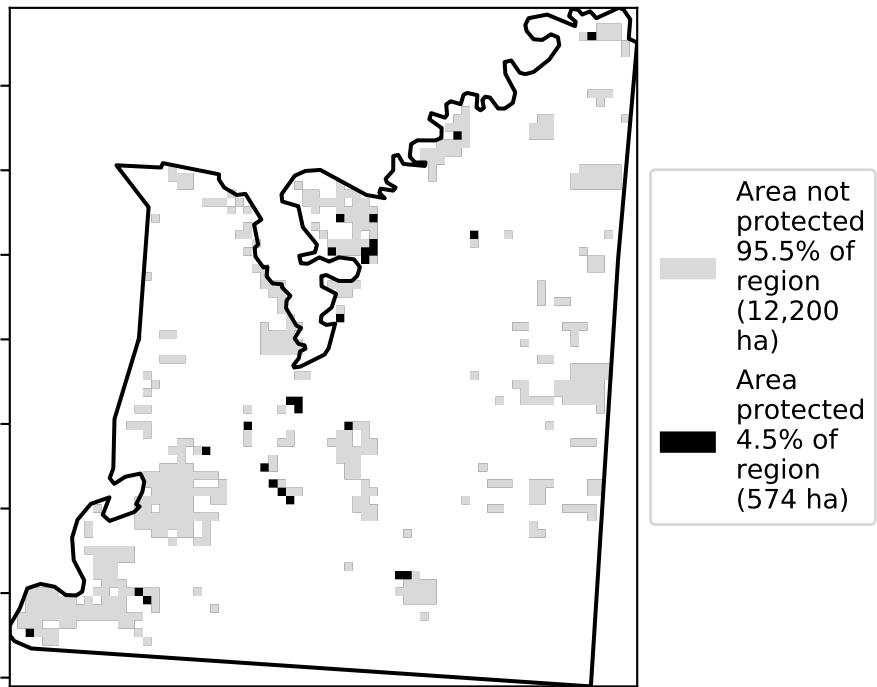 Area not
protected
95.5% of
region
(12,200
ha)
Area
protected
4.5% of
region
(574 ha)